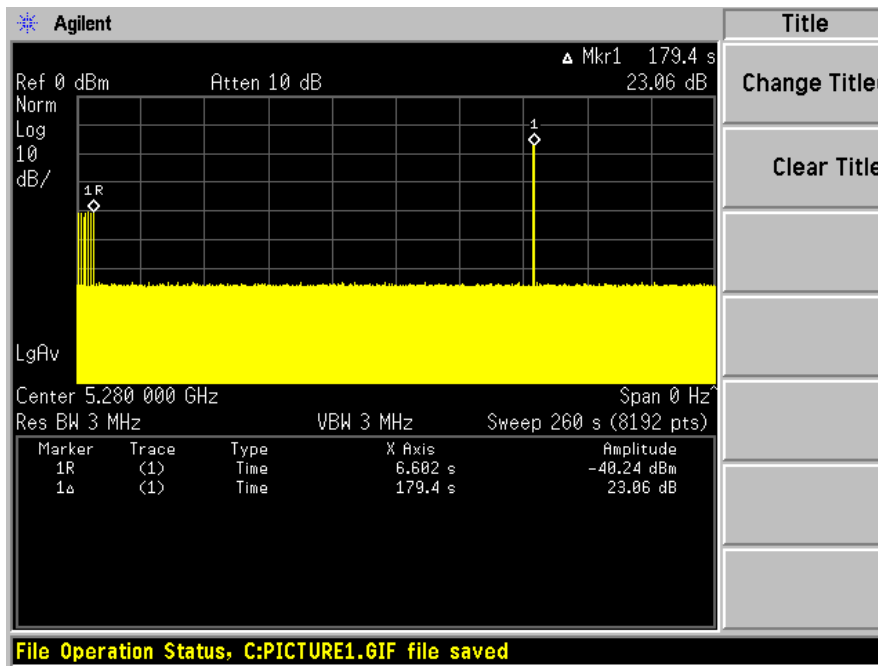 Agilent
Title
Δ Mkr1 179.4 s
Ref 0 dBm Atten 10 dB 23.06 dB
Norm
Log
10
dB/
1
1R
LgAv
Center 5.280 000 GHz Span 0 Hz^
Res BW 3 MHz VBW 3 MHz Sweep 260 s (8192 pts)
Marker Trace Type X Axis Amplitude
1R (1) Time 6.602 s -40.24 dBm
1Δ (1) Time 179.4 s 23.06 dB
Change Title
Clear Title
File Operation Status, C:PICTURE1.GIF file saved